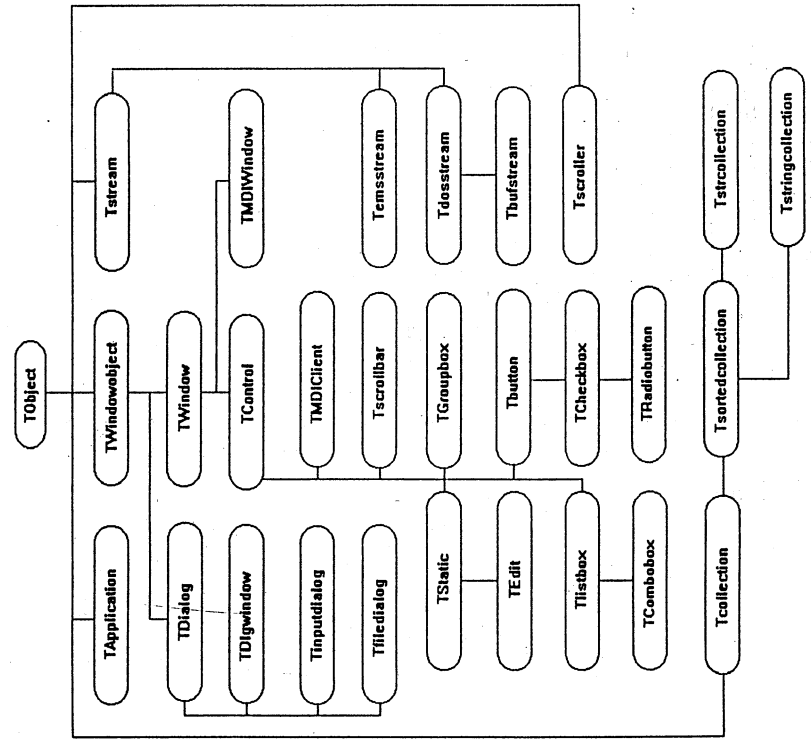 TObject
TApplication
TWindowobject
Tstream
TDialog
TWindow
TDlgwindow
TControl
TMDIWindow
Tinputdialog
TMDIClient
Tfiledialog
Tscrollbar
Temsstream
TStatic
TGroupbox
Tdosstream
TEdit
Tbutton
Tbufstream
Tlistbox
TCheckbox
Tscroller
TCombobox
TRadiobutton
Tcollection
Tsortedcollection
Tstrcollection
Tstringcollection